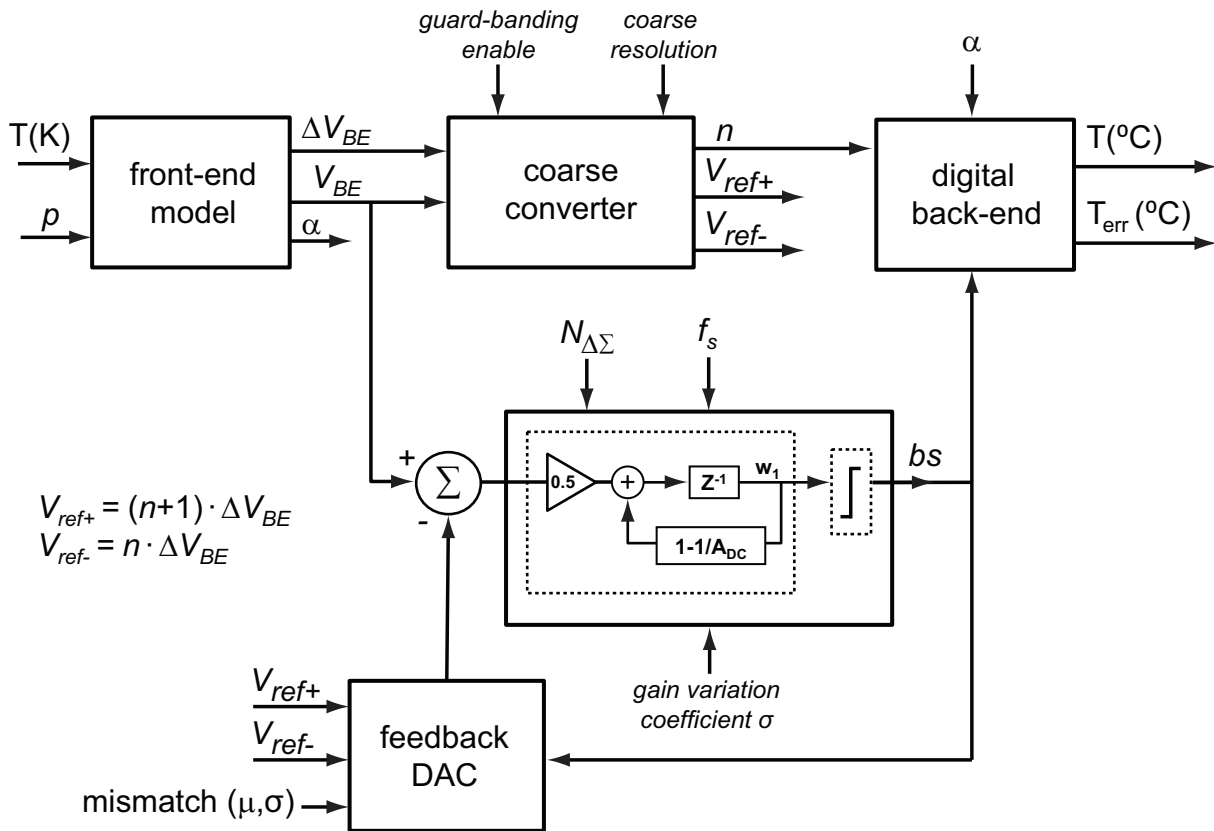 guard-banding
enable
coarse
resolution
α
T(K)
p
front-end
model
ΔV_BE
V_BE
α
coarse
converter
n
V_ref+
V_ref-
digital
back-end
T(ºC)
T_err (ºC)
N_ΔΣ
f_s
+
Σ
-
0.5
+
Z⁻¹
w₁
1-1/A_DC
bs
V_ref+ = (n+1) · ΔV_BE
V_ref- = n · ΔV_BE
gain variation
coefficient σ
V_ref+
V_ref-
mismatch (μ,σ)
feedback
DAC